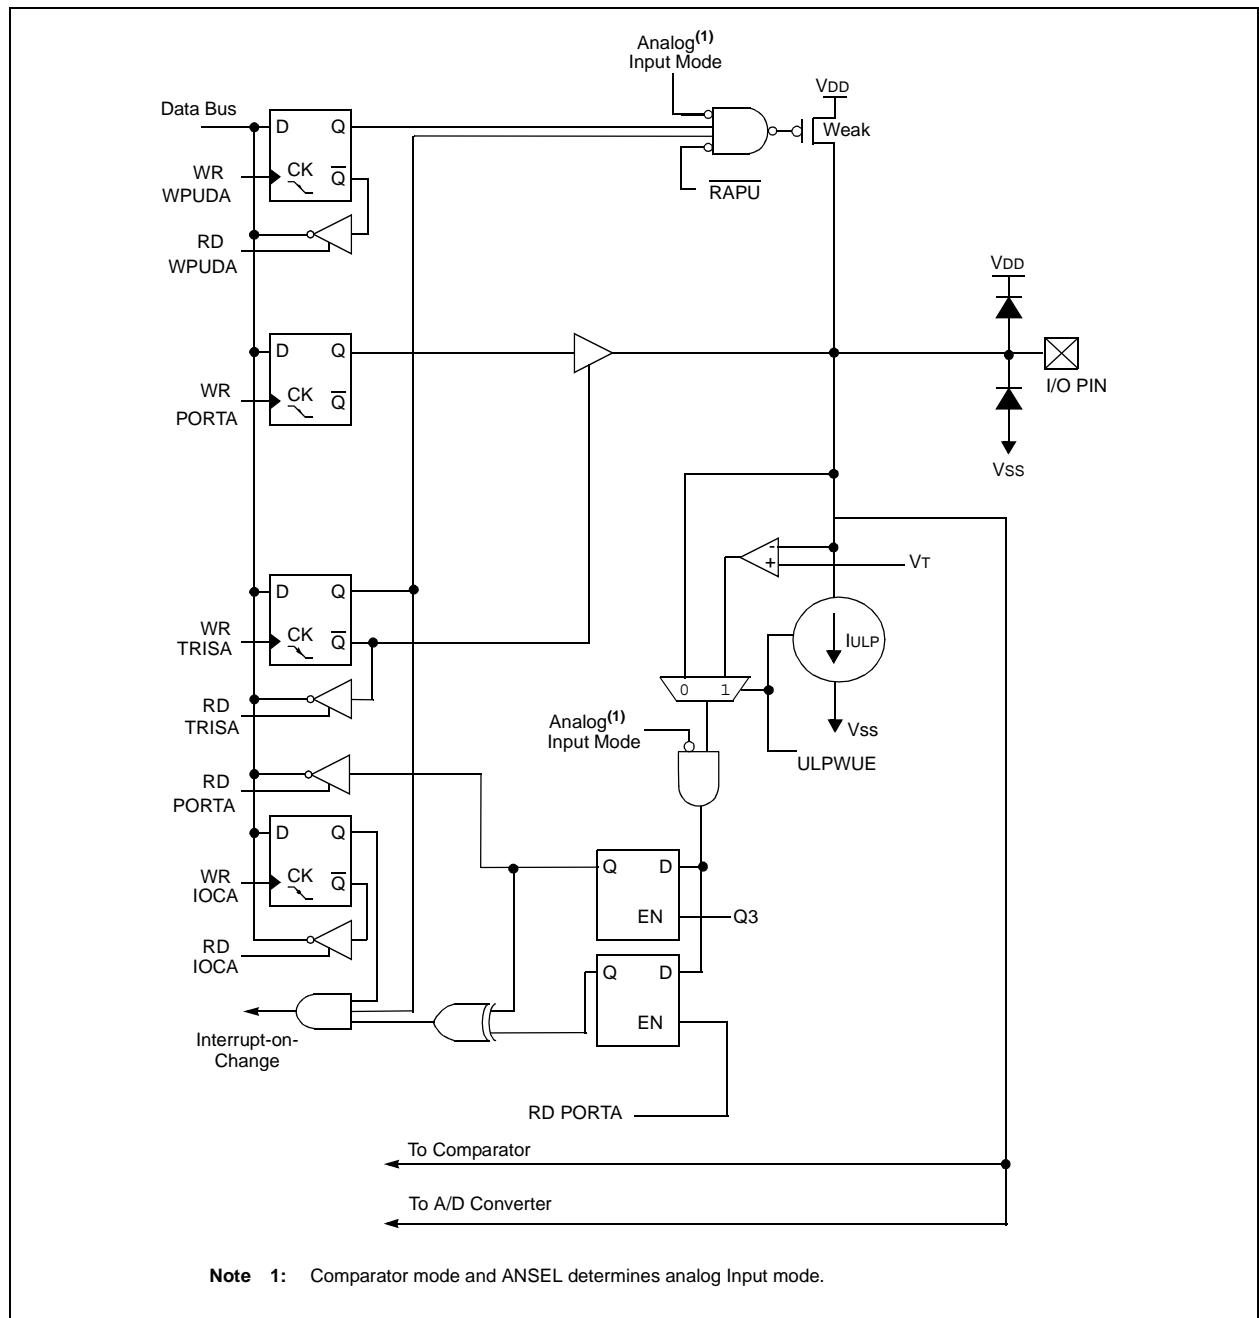 Analog(1)
Input Mode
VDD
Data Bus
D Q
Weak
WR
WPUDA
CK Q̅
R̅A̅P̅U̅
RD
WPUDA
VDD
D Q
WR
PORTA
CK Q̅
I/O PIN
VSS
-
+
VT
D Q
WR
TRISA
CK Q̅
IULP
0 1
RD
TRISA
Analog(1)
Input Mode
VSS
ULPWUE
RD
PORTA
D Q
WR
IOCA
CK Q̅
Q D
EN
Q3
RD
IOCA
Q D
EN
Interrupt-on-
Change
RD PORTA
To Comparator
To A/D Converter
Note 1: Comparator mode and ANSEL determines analog Input mode.